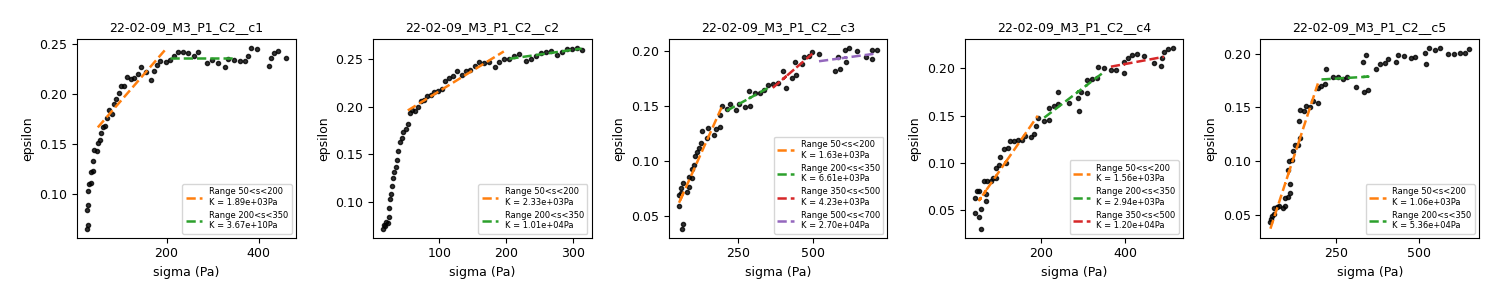 22-02-09_M3_P1_C2__c1
epsilon
0.25
0.20
0.15
0.10
200
400
sigma (Pa)
Range 50<s<200
K = 1.89e+03Pa
Range 200<s<350
K = 3.67e+10Pa
22-02-09_M3_P1_C2__c2
epsilon
0.25
0.20
0.15
0.10
100
200
300
sigma (Pa)
Range 50<s<200
K = 2.33e+03Pa
Range 200<s<350
K = 1.01e+04Pa
22-02-09_M3_P1_C2__c3
epsilon
0.20
0.15
0.10
0.05
250
500
sigma (Pa)
Range 50<s<200
K = 1.63e+03Pa
Range 200<s<350
K = 6.61e+03Pa
Range 350<s<500
K = 4.23e+03Pa
Range 500<s<700
K = 2.70e+04Pa
22-02-09_M3_P1_C2__c4
epsilon
0.20
0.15
0.10
0.05
200
400
sigma (Pa)
Range 50<s<200
K = 1.56e+03Pa
Range 200<s<350
K = 2.94e+03Pa
Range 350<s<500
K = 1.20e+04Pa
22-02-09_M3_P1_C2__c5
epsilon
0.20
0.15
0.10
0.05
250
500
sigma (Pa)
Range 50<s<200
K = 1.06e+03Pa
Range 200<s<350
K = 5.36e+04Pa